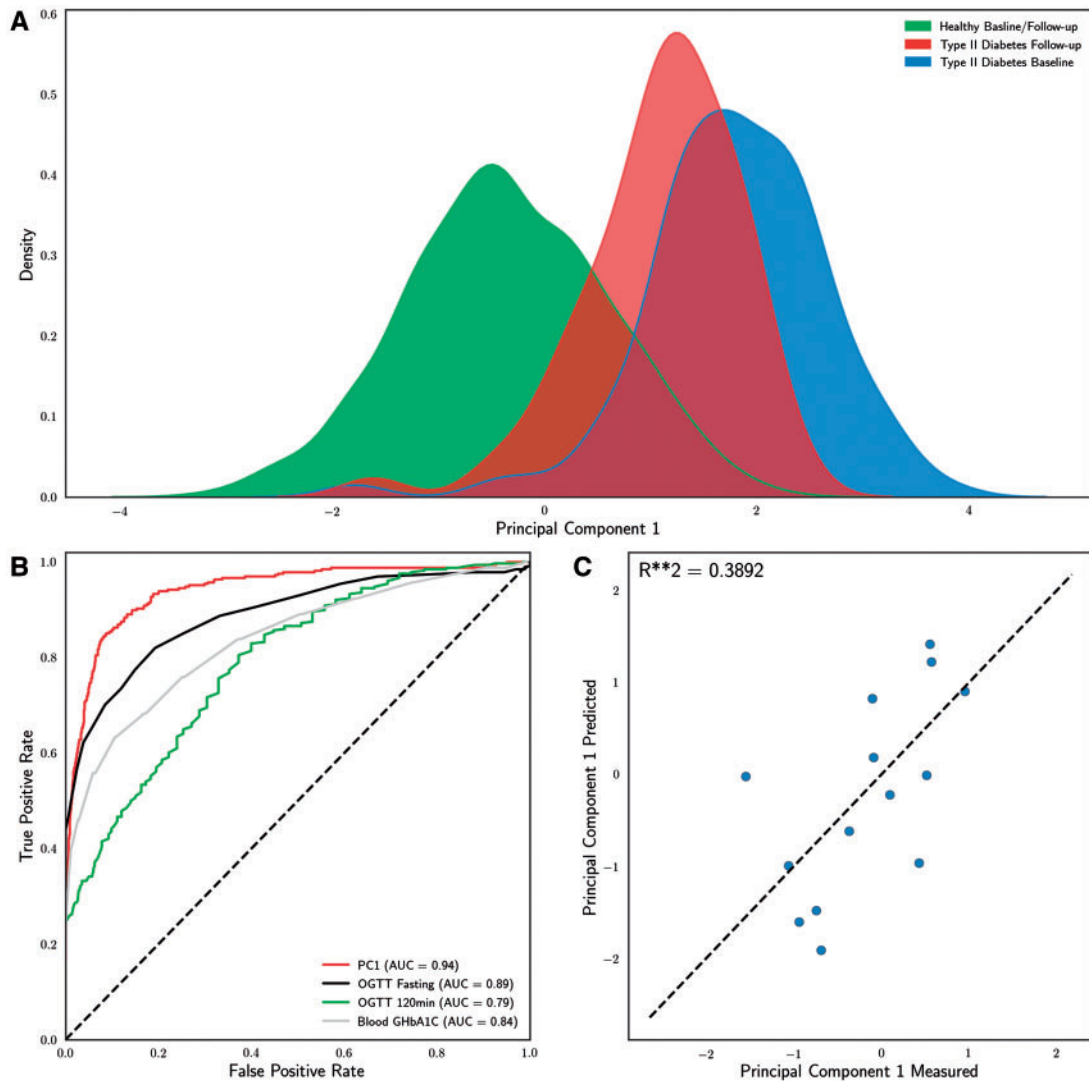 A
0.6
0.5
0.4
0.3
0.2
0.1
0.0
Density
Healthy Basline/Follow-up
Type II Diabetes Follow-up
Type II Diabetes Baseline
−4
−2
0
2
4
Principal Component 1
B
1.0
0.8
0.6
0.4
0.2
0.0
True Positive Rate
PC1 (AUC = 0.94)
OGTT Fasting (AUC = 0.89)
OGTT 120min (AUC = 0.79)
Blood GHbA1C (AUC = 0.84)
0.0
0.2
0.4
0.6
0.8
1.0
False Positive Rate
C
R**2 = 0.3892
2
1
0
−1
−2
Principal Component 1 Predicted
−2
−1
0
1
2
Principal Component 1 Measured